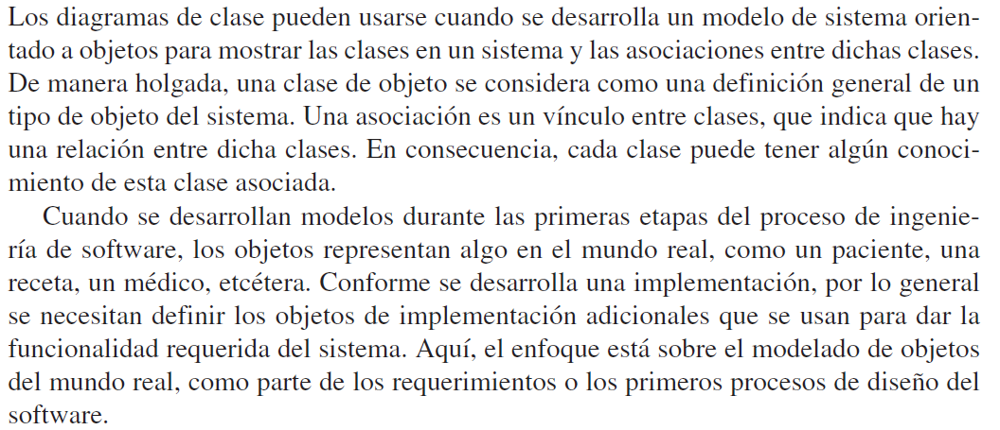 Los diagramas de clase pueden usarse cuando se desarrolla un modelo de sistema orien-
tado a objetos para mostrar las clases en un sistema y las asociaciones entre dichas clases.
De manera holgada, una clase de objeto se considera como una definición general de un
tipo de objeto del sistema. Una asociación es un vínculo entre clases, que indica que hay
una relación entre dicha clases. En consecuencia, cada clase puede tener algún conoci-
miento de esta clase asociada.
Cuando se desarrollan modelos durante las primeras etapas del proceso de ingenie-
ría de software, los objetos representan algo en el mundo real, como un paciente, una
receta, un médico, etcétera. Conforme se desarrolla una implementación, por lo general
se necesitan definir los objetos de implementación adicionales que se usan para dar la
funcionalidad requerida del sistema. Aquí, el enfoque está sobre el modelado de objetos
del mundo real, como parte de los requerimientos o los primeros procesos de diseño del
software.